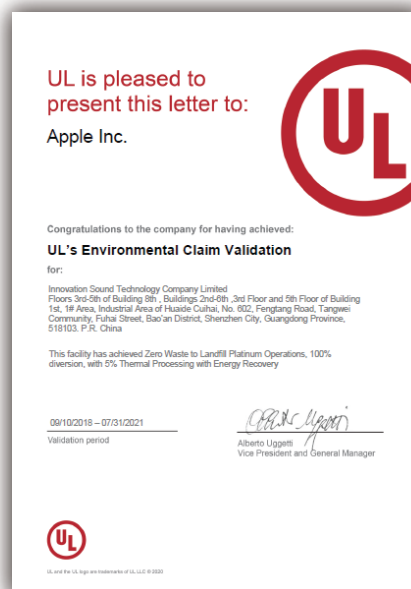 UL is pleased to
present this letter to:
Apple Inc.
UL
Congratulations to the company for having achieved:
UL's Environmental Claim Validation
for:
Innovation Sound Technology Company Limited
Floors 3rd-5th of Building 8th , Buildings 2nd-6th ,3rd Floor and 5th Floor of Building
1st, 1# Area, Industrial Area of Huaide Cuihai, No. 602, Fengtang Road, Tangwei
Community, Fuhai Street, Bao'an District, Shenzhen City, Guangdong Province,
518103. P.R. China
This facility has achieved Zero Waste to Landfill Platinum Operations, 100%
diversion, with 5% Thermal Processing with Energy Recovery
09/10/2018 – 07/31/2021
Validation period
Alberto Uggetti
Alberto Uggetti
Vice President and General Manager
UL
UL and the UL logo are trademarks of UL LLC © 2020